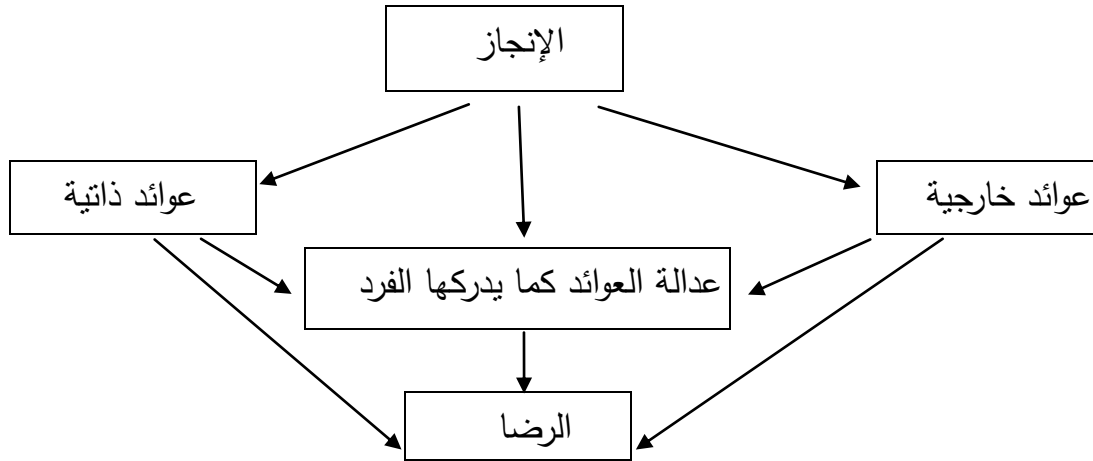 الإنجاز
عوائد خارجية
عوائد ذاتية
عدالة العوائد كما يدركها الفرد
الرضا